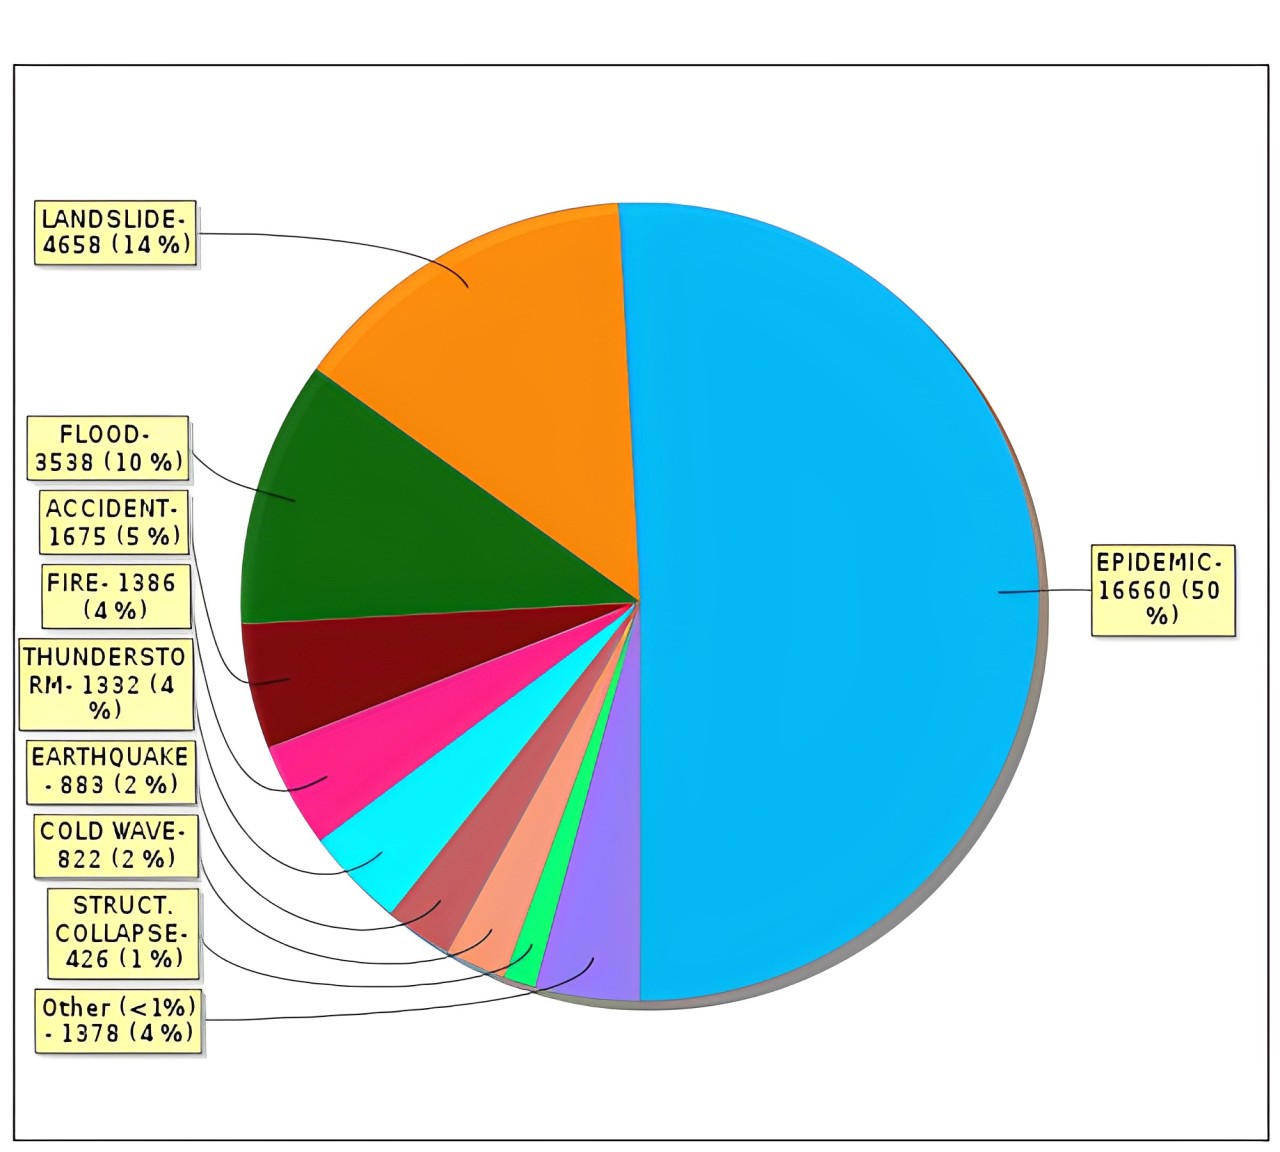 LANDSLIDE-
4658 (14 %)
FLOOD-
3538 (10 %)
ACCIDENT-
1675 (5 %)
FIRE- 1386
(4 %)
THUNDERSTO
RM- 1332 (4
%)
EARTHQUAKE
- 883 (2 %)
COLD WAVE-
822 (2 %)
STRUCT.
COLLAPSE-
426 (1 %)
Other (<1%)
- 1378 (4 %)
EPIDEMIC-
16660 (50
%)